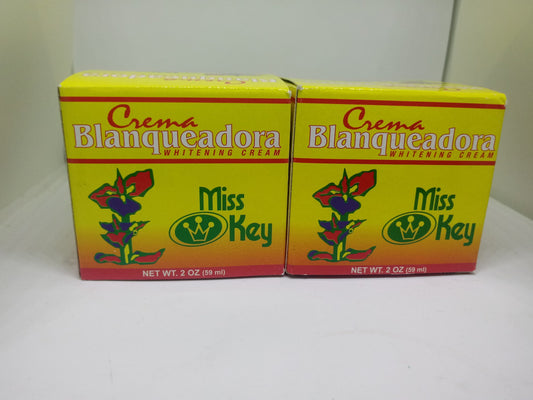 Crema
Blanqueadora
WHITENING CREAM
Miss
Key
NET WT. 2 OZ (59 ml)
Crema
Blanqueadora
WHITENING CREAM
Miss
Key
NET WT. 2 OZ (59 ml)